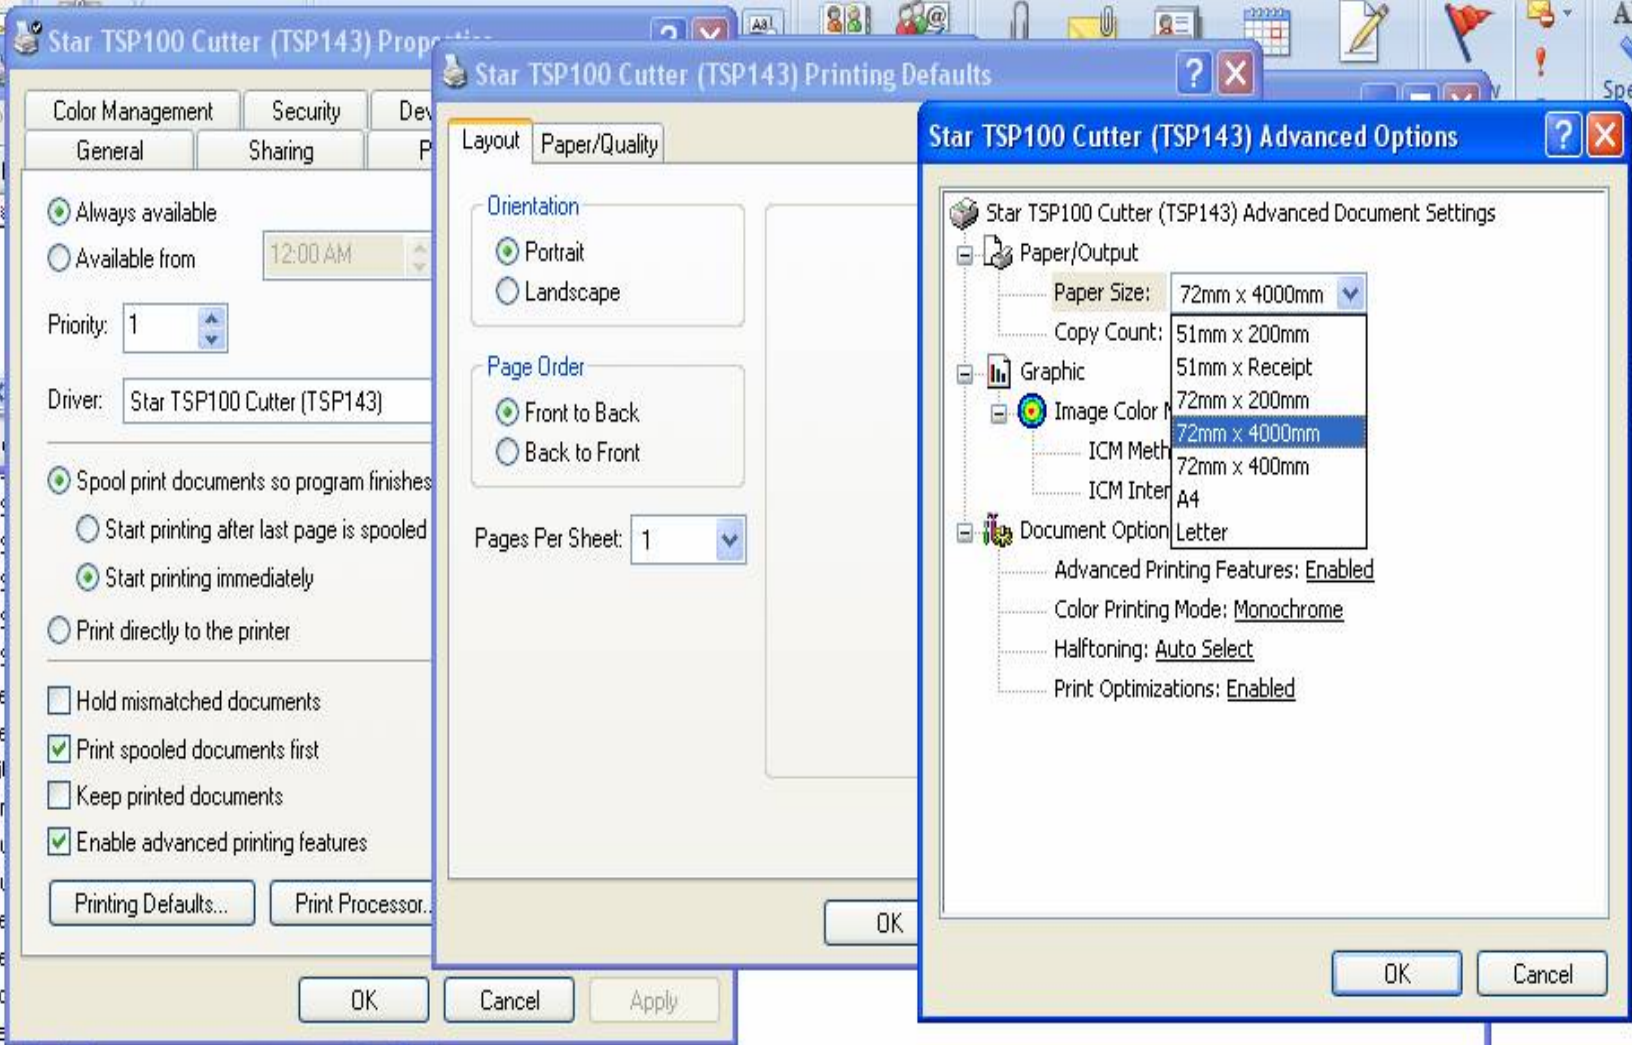 Star TSP100 Cutter (TSP143)
Color Management
Security
General
Sharing
Always available
Available from
12:00 AM
Priority: 1
Driver: Star TSP100 Cutter (TSP143)
Spool print documents so program finishes
Start printing after last page is spooled
Start printing immediately
Print directly to the printer
Hold mismatched documents
Print spooled documents first
Keep printed documents
Enable advanced printing features
Printing Defaults...
Print Processor..
OK
Cancel
Apply
Star TSP100 Cutter (TSP143) Printing Defaults
Layout
Paper/Quality
Orientation
Portrait
Landscape
Page Order
Front to Back
Back to Front
Pages Per Sheet: 1
OK
Star TSP100 Cutter (TSP143) Advanced Options
Star TSP100 Cutter (TSP143) Advanced Document Settings
Paper/Output
Paper Size: 72mm x 4000mm
Copy Count:
51mm x 200mm
51mm x Receipt
72mm x 200mm
72mm x 4000mm
72mm x 400mm
A4
Letter
Graphic
Image Color
ICM Meth
ICM Inter
Document Option
Advanced Printing Features: Enabled
Color Printing Mode: Monochrome
Halftoning: Auto Select
Print Optimizations: Enabled
OK
Cancel